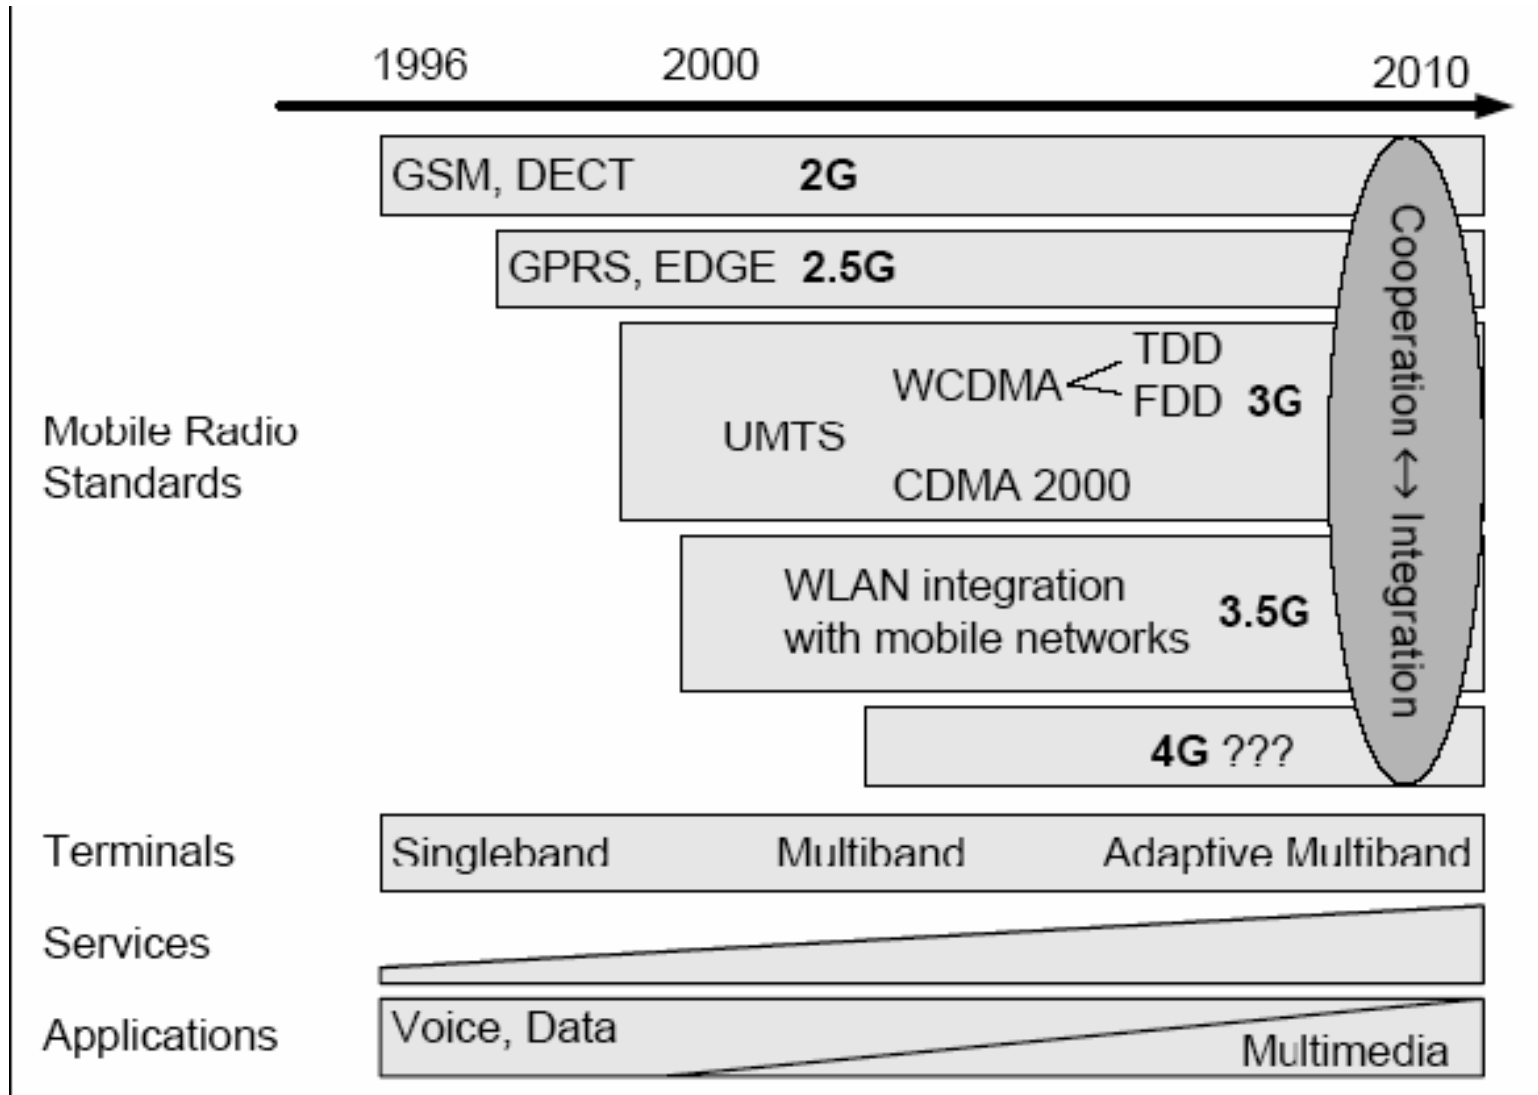 1996 2000 2010
GSM, DECT 2G
GPRS, EDGE 2.5G
TDD
WCDMA
FDD 3G
Mobile Radio
Standards
UMTS
CDMA 2000
WLAN integration
with mobile networks
3.5G
4G ???
Cooperation ↔ Integration
Terminals Singleband Multiband Adaptive Multiband
Services
Applications Voice, Data
Multimedia